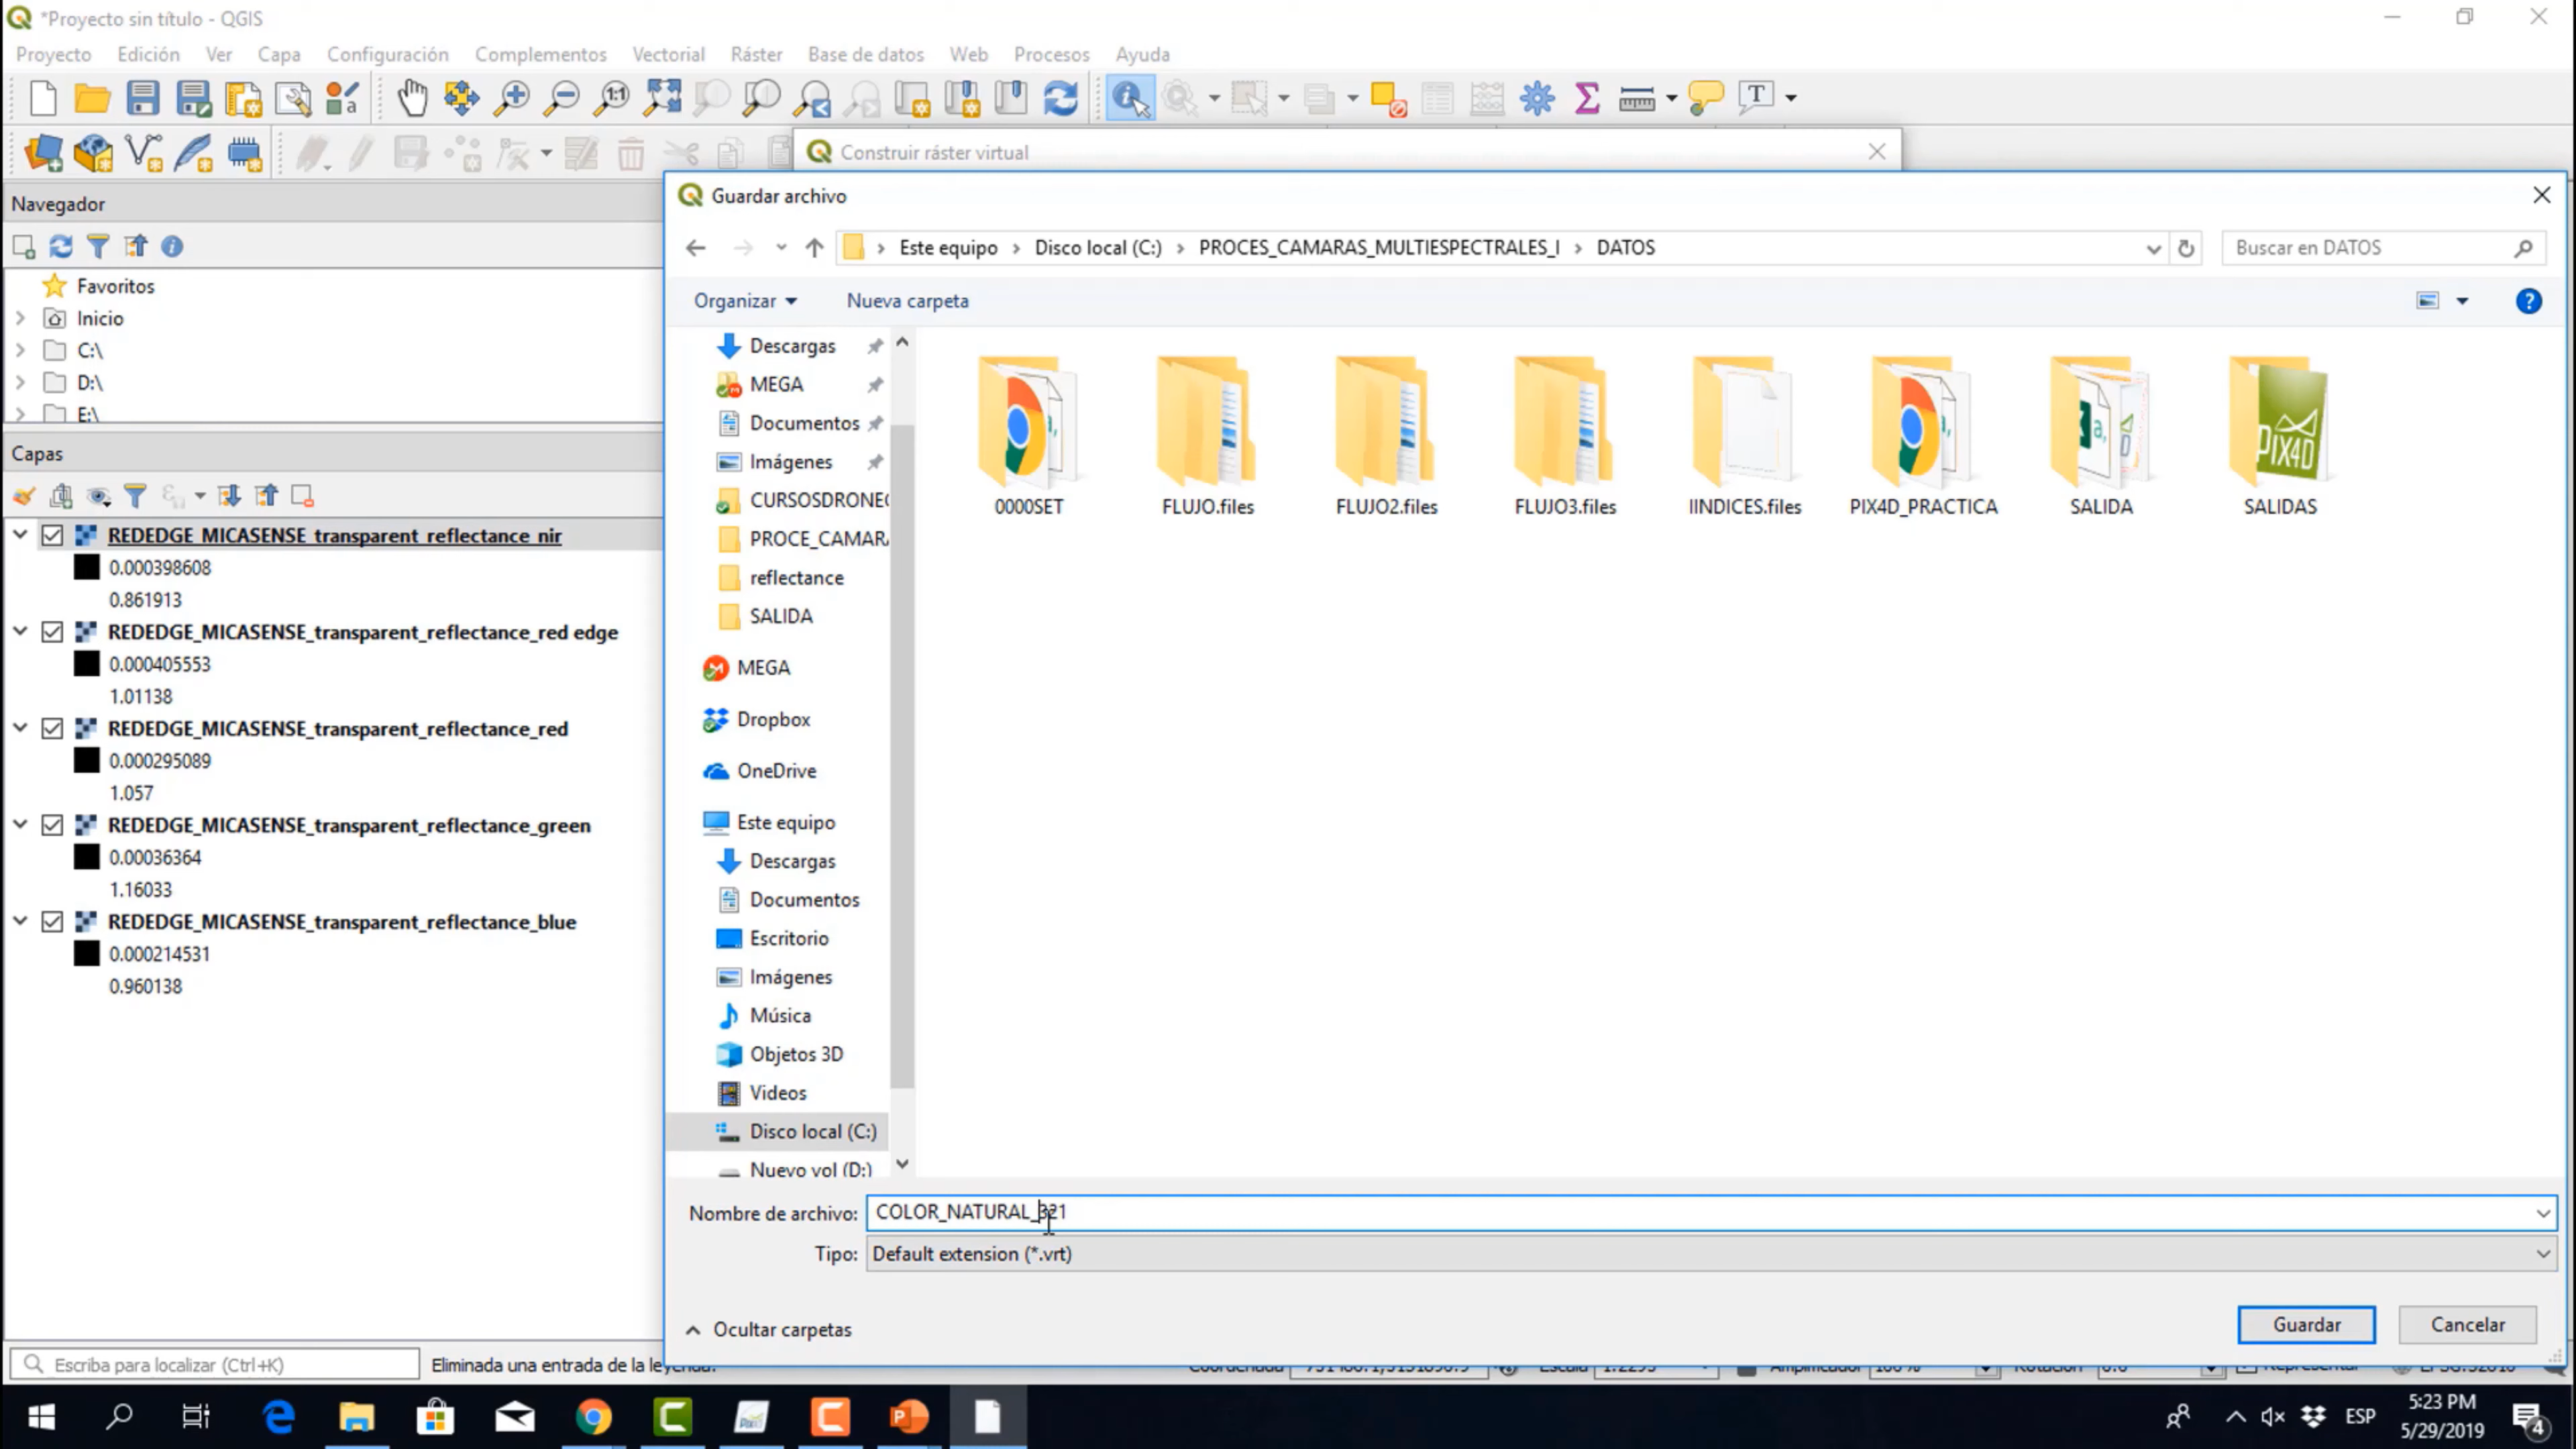 *Proyecto sin título - QGIS
Proyecto Edición Ver Capa Configuración Complementos Vectorial Ráster Base de datos Web Procesos Ayuda
Construir ráster virtual
Navegador
Favoritos
Inicio
C:\
D:\
E:\
Capas
REDEDGE_MICASENSE_transparent_reflectance_nir
0.000398608
0.861913
REDEDGE_MICASENSE_transparent_reflectance_red edge
0.000405553
1.01138
REDEDGE_MICASENSE_transparent_reflectance_red
0.000295089
1.057
REDEDGE_MICASENSE_transparent_reflectance_green
0.00036364
1.16033
REDEDGE_MICASENSE_transparent_reflectance_blue
0.000214531
0.960138
Guardar archivo
Este equipo Disco local (C:) PROCES_CAMARAS_MULTIESPECTRALES_I DATOS
Buscar en DATOS
Organizar Nueva carpeta
Descargas
MEGA
Documentos
Imágenes
CURSOSDRONE
PROCE_CAMAR
reflectance
SALIDA
MEGA
Dropbox
OneDrive
Este equipo
Descargas
Documentos
Escritorio
Imágenes
Música
Objetos 3D
Videos
Disco local (C:)
Nuevo vol (D:)
PIX4D
0000SET FLUJO.files FLUJO2.files FLUJO3.files IINDICES.files PIX4D_PRACTICA SALIDA SALIDAS
Nombre de archivo: COLOR_NATURAL_321
Tipo: Default extension (*.vrt)
Ocultar carpetas
Guardar Cancelar
Escriba para localizar (Ctrl+K) Eliminada una entrada de la leyenda.
5:23 PM
ESP
5/29/2019
4